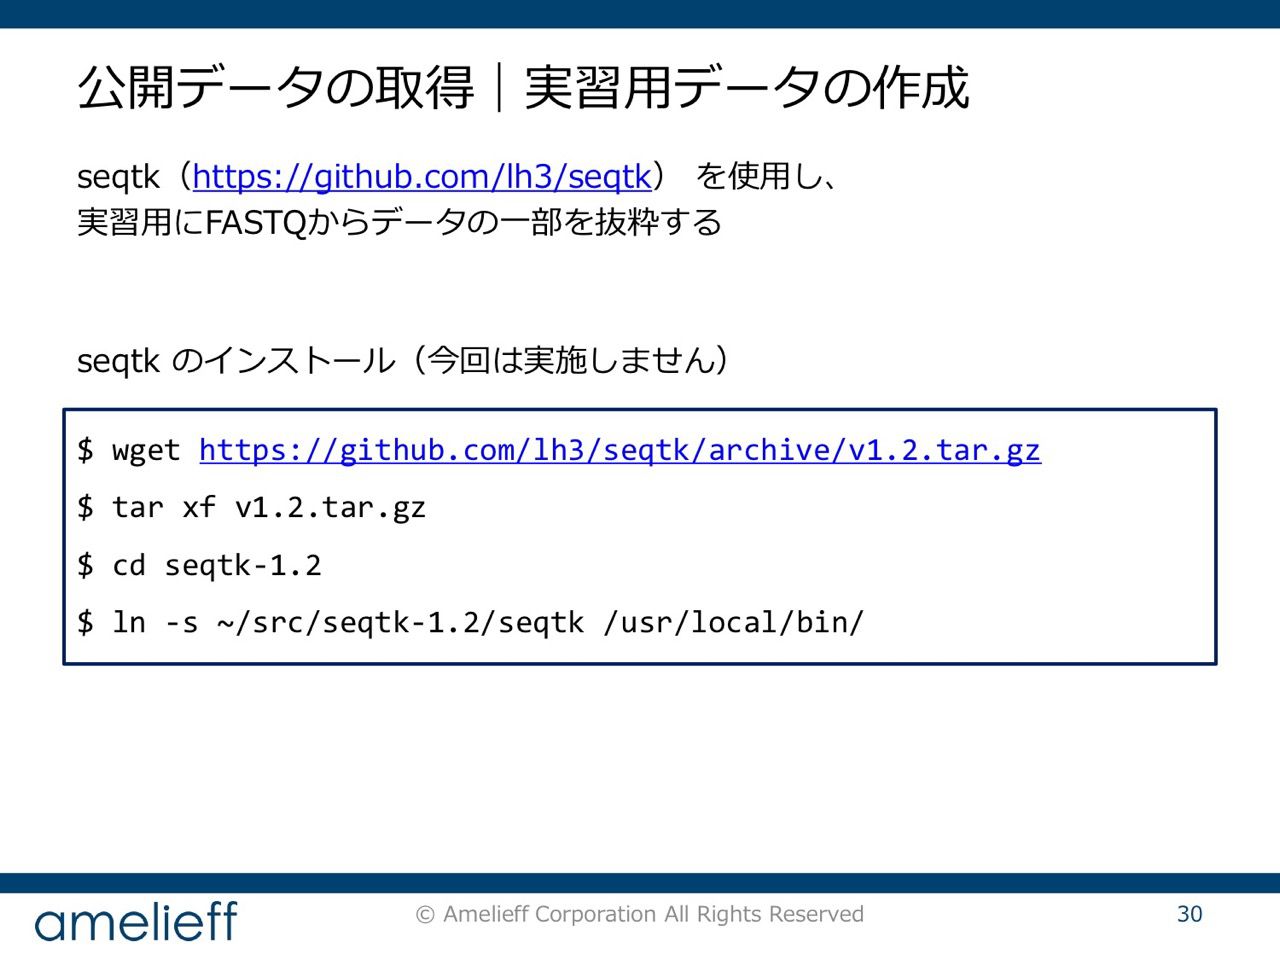 公開データの取得｜実習用データの作成
seqtk（https://github.com/lh3/seqtk） を使用し、
実習用にFASTQからデータの一部を抜粋する
seqtk のインストール（今回は実施しません）
$ wget https://github.com/lh3/seqtk/archive/v1.2.tar.gz
$ tar xf v1.2.tar.gz
$ cd seqtk-1.2
$ ln -s ~/src/seqtk-1.2/seqtk /usr/local/bin/
amelieff
© Amelieff Corporation All Rights Reserved
30